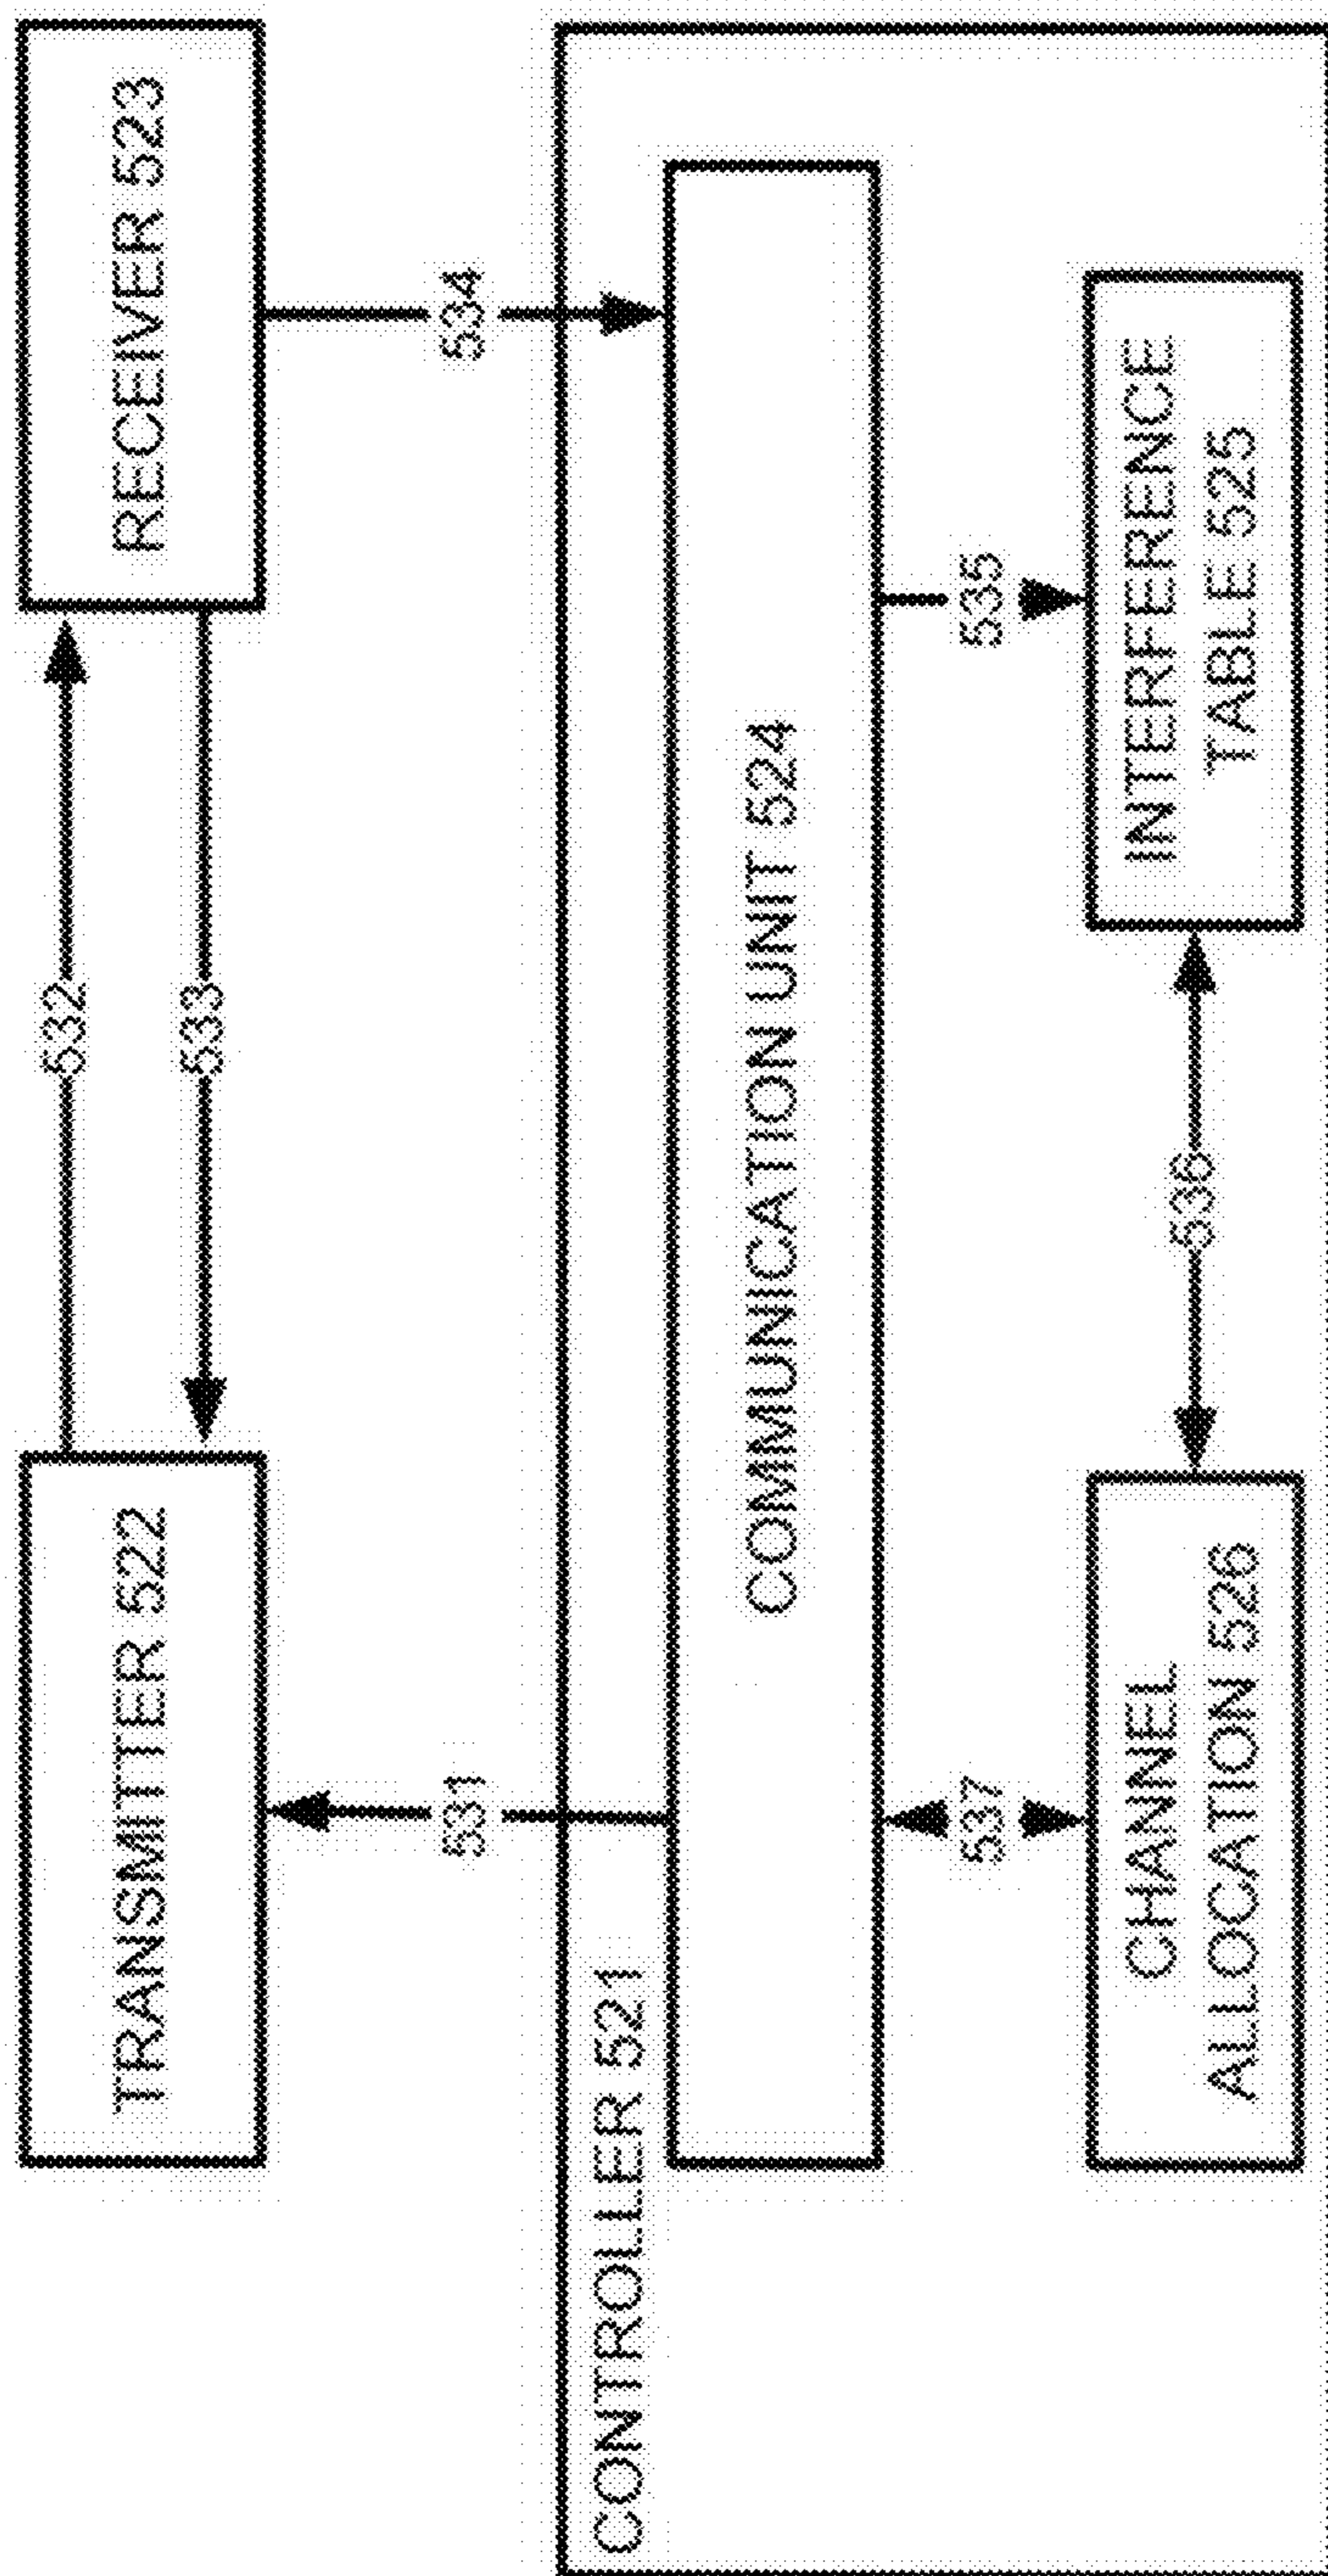 TRANSMITTER 522
532
533
RECEIVER 523
531
534
CONTROLLER 521
COMMUNICATION UNIT 524
537
535
CHANNEL
ALLOCATION 526
536
INTERFERENCE
TABLE 525